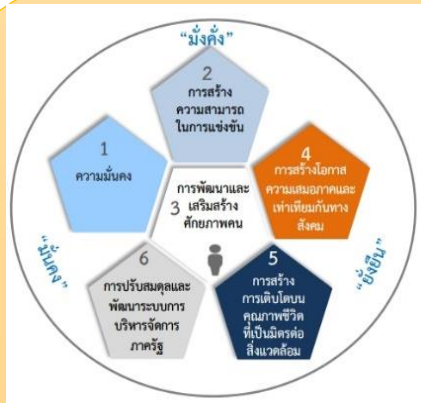 “มั่งคั่ง”
2
การสร้าง
ความสามารถ
ในการแข่งขัน
1
ความมั่นคง
4
การสร้างโอกาส
ความเสมอภาคและ
เท่าเทียมกันทาง
สังคม
การพัฒนาและ
3 เสริมสร้าง
ศักยภาพคน
“มั่นคง”
“ยั่งยืน”
6
การปรับสมดุลและ
พัฒนาระบบการ
บริหารจัดการ
ภาครัฐ
5
การสร้าง
การเติบโตบน
คุณภาพชีวิต
ที่เป็นมิตรต่อ
สิ่งแวดล้อม